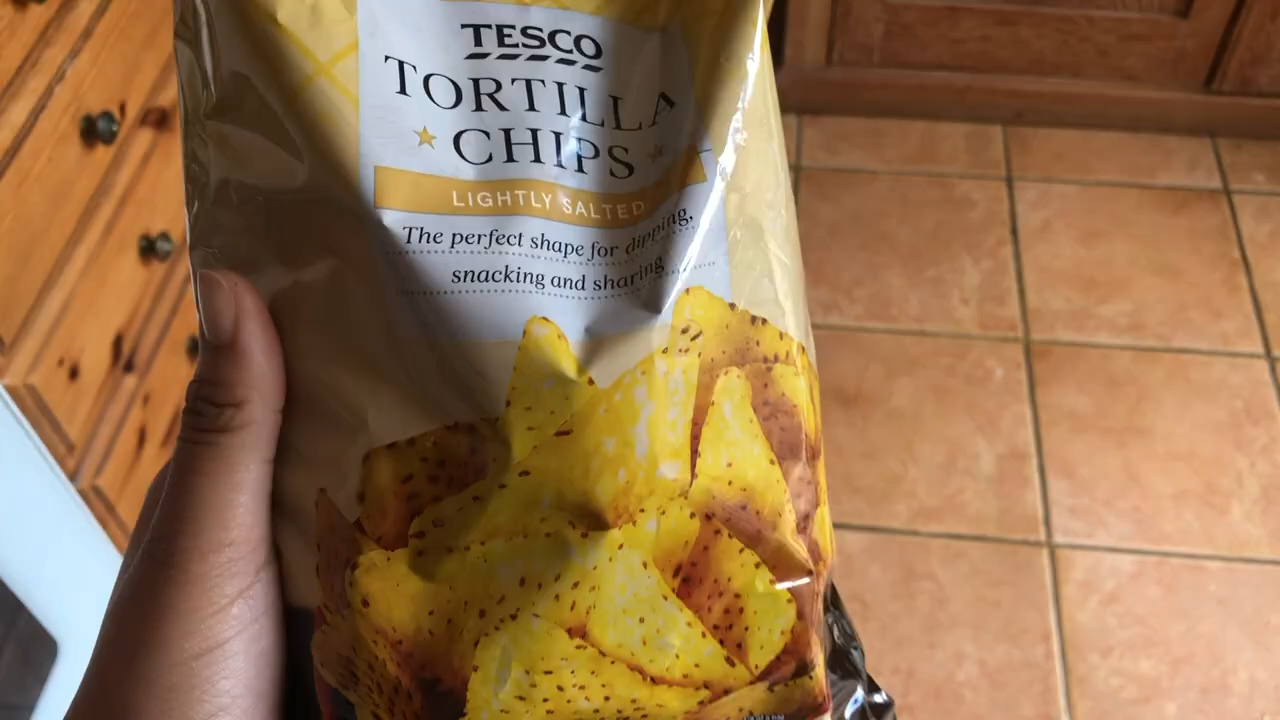 TESCO
TORTILLA
CHIPS
LIGHTLY SALTED
The perfect shape for dipping,
snacking and sharing